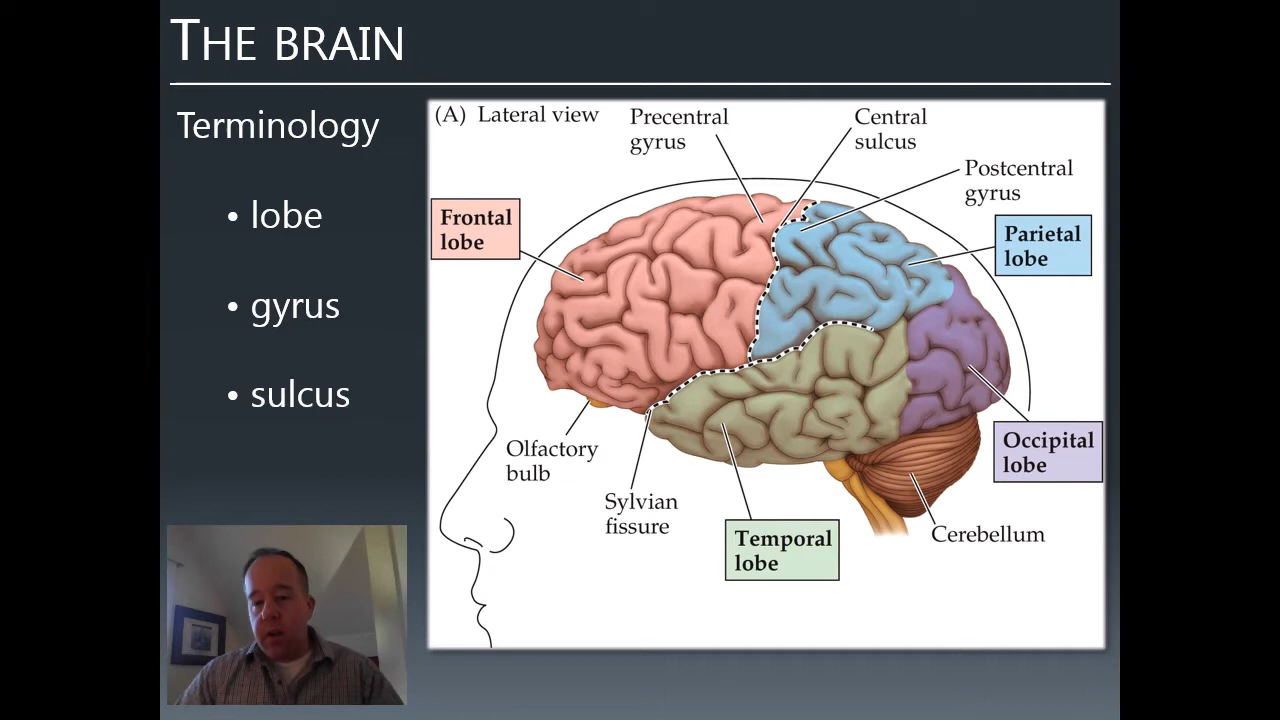 THE BRAIN
Terminology
• lobe
• gyrus
• sulcus
(A) Lateral view
Precentral
gyrus
Central
sulcus
Postcentral
gyrus
Frontal
lobe
Parietal
lobe
Olfactory
bulb
Sylvian
fissure
Temporal
lobe
Occipital
lobe
Cerebellum